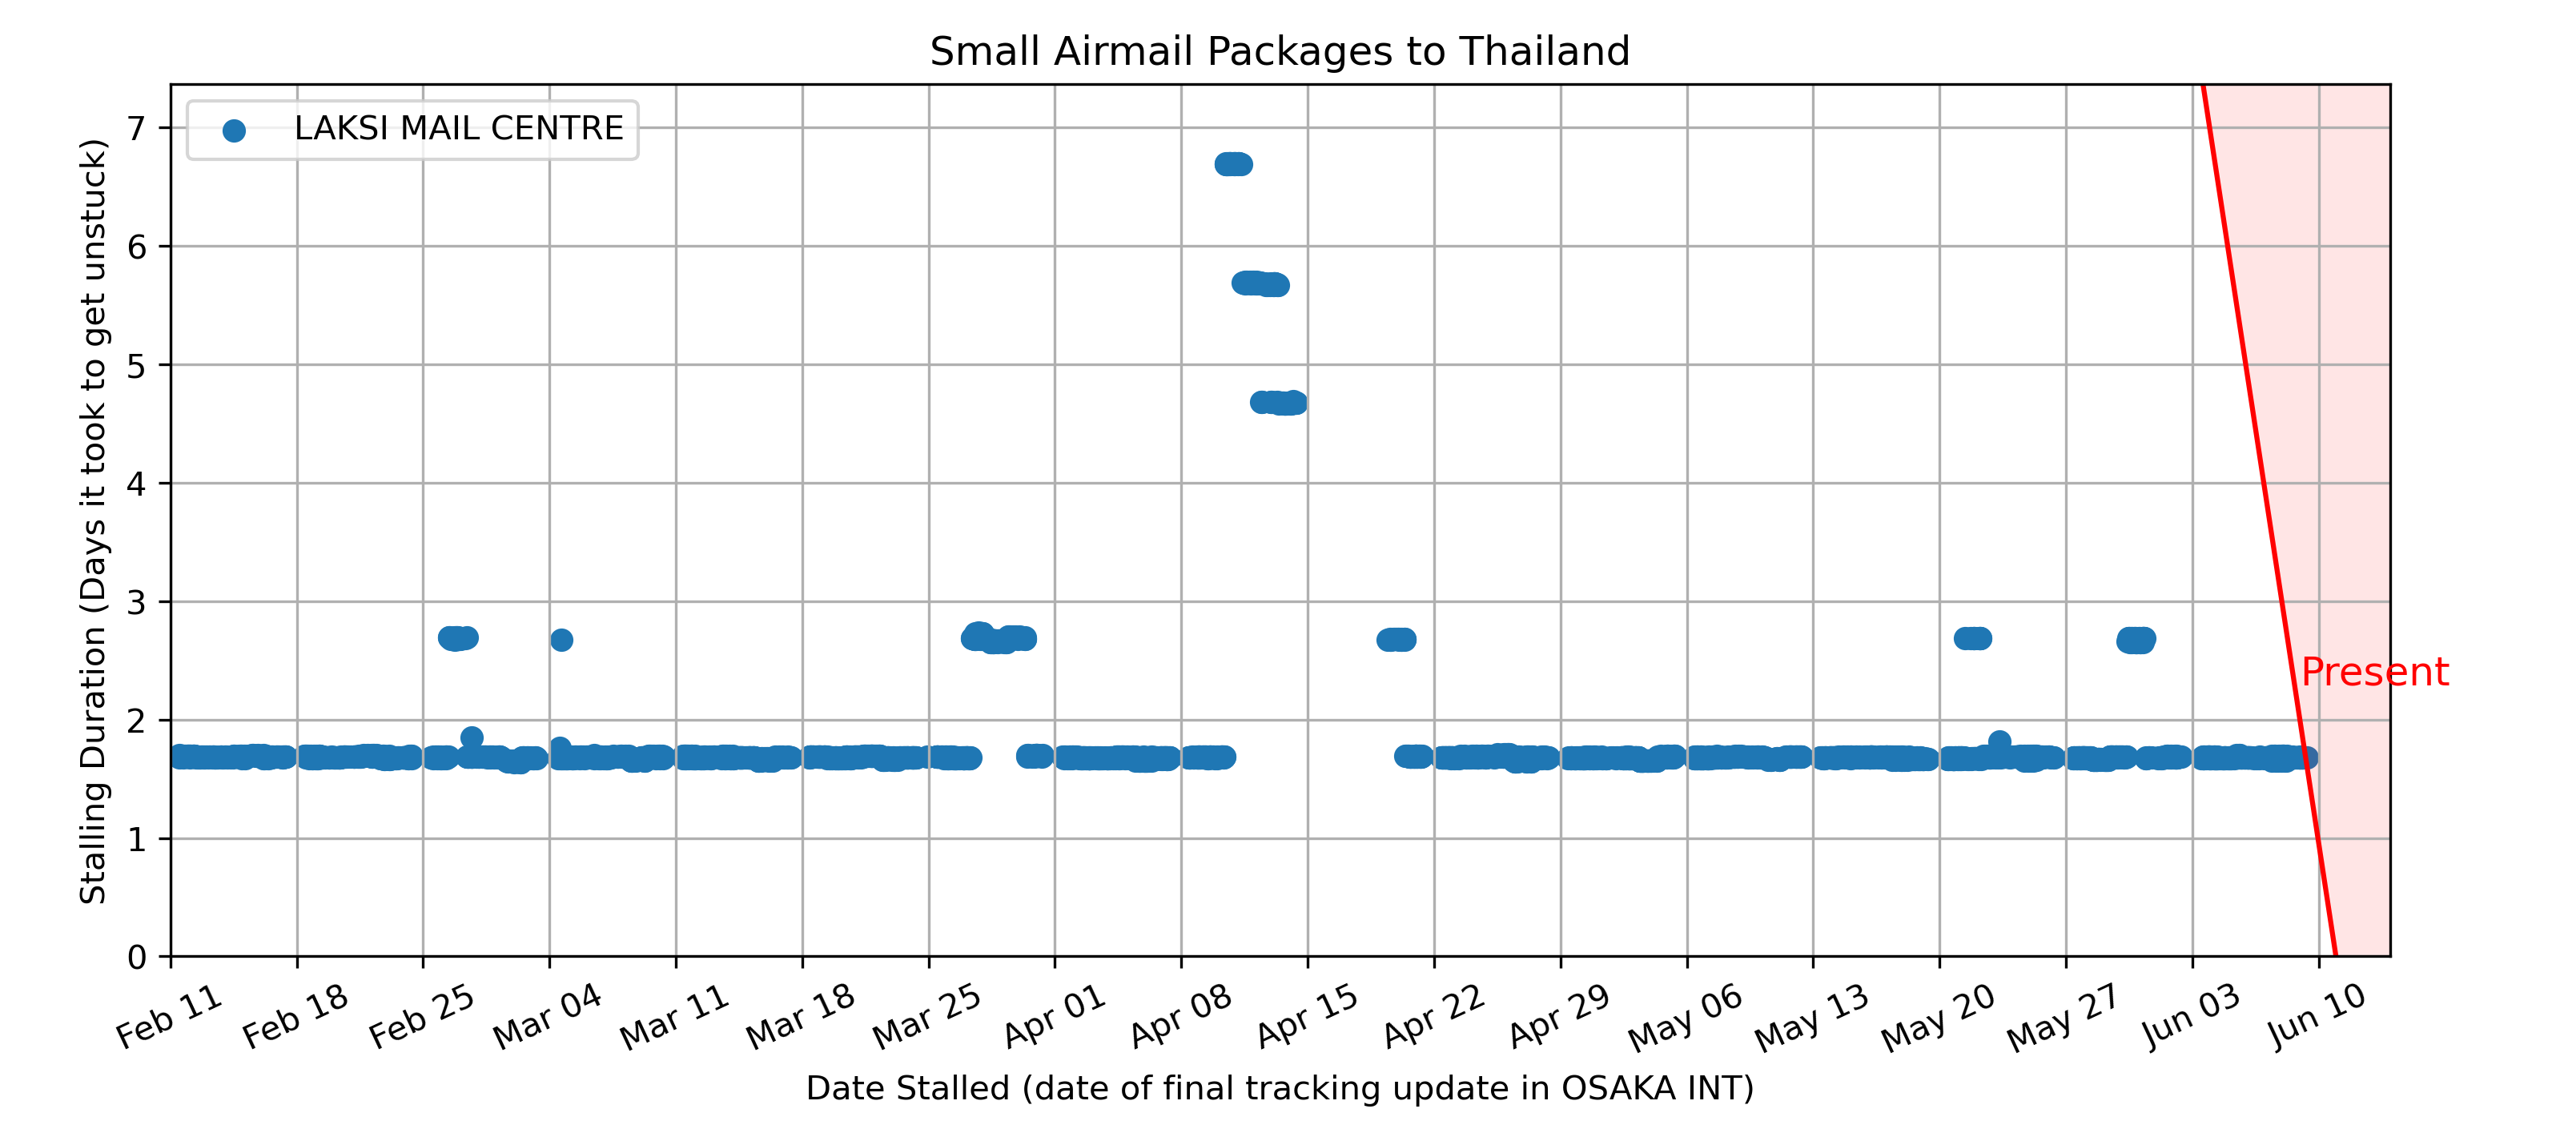 Small Airmail Packages to Thailand
LAKSI MAIL CENTRE
Stalling Duration (Days it took to get unstuck)
7
6
5
4
3
2
1
0
Present
Feb 11
Feb 18
Feb 25
Mar 04
Mar 11
Mar 18
Mar 25
Apr 01
Apr 08
Apr 15
Apr 22
Apr 29
May 06
May 13
May 20
May 27
Jun 03
Jun 10
Date Stalled (date of final tracking update in OSAKA INT)